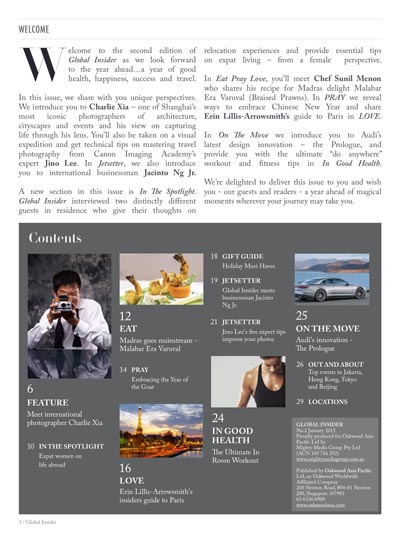 WELCOME
Welcome to the second edition of
Global Insider as we look forward
to the year ahead…a year of good
health, happiness, success and travel.
In this issue, we share with you unique perspectives.
We introduce you to Charlie Xia – one of Shanghai's
most iconic photographers of architecture,
cityscapes and events and his view on capturing
life through his lens. You'll also be taken on a visual
expedition and get technical tips on mastering travel
photography from Canon Imaging Academy's
expert Jino Lee. In Jetsetter, we also introduce
you to international businessman Jacinto Ng Jr.
A new section in this issue is In The Spotlight.
Global Insider interviewed two distinctly different
guests in residence who give their thoughts on
relocation experiences and provide essential tips
on expat living – from a female perspective.
In Eat Pray Love, you'll meet Chef Sunil Menon
who shares his recipe for Madras delight Malabar
Era Varuval (Braised Prawns). In PRAY we reveal
ways to embrace Chinese New Year and share
Erin Lillis-Arrowsmith's guide to Paris in LOVE.
In On The Move we introduce you to Audi's
latest design innovation – the Prologue, and
provide you with the ultimate "do anywhere"
workout and fitness tips in In Good Health.
We're delighted to deliver this issue to you and wish
you - our guests and readers - a year ahead of magical
moments wherever your journey may take you.
Contents
6
FEATURE
Meet international
photographer Charlie Xia
10 IN THE SPOTLIGHT
Expat women on
life abroad
12
EAT
Madras goes mainstream -
Malabar Era Varuval
14 PRAY
Embracing the Year of
the Goat
16
LOVE
Erin Lillis-Arrowsmith's
insiders guide to Paris
18 GIFT GUIDE
Holiday Must Haves
19 JETSETTER
Global Insider meets
businessman Jacinto
Ng Jr.
21 JETSETTER
Jino Lee's five expert tips
improve your photos
24
IN GOOD
HEALTH
The Ultimate In
Room Workout
25
ON THE MOVE
Audi's innovation -
The Prologue
26 OUT AND ABOUT
Top events in Jakarta,
Hong Kong, Tokyo
and Beijing
29 LOCATIONS
GLOBAL INSIDER
No.2 January 2015
Proudly produced for Oakwood Asia
Pacific Ltd by
Mighty Media Group Pty Ltd
(ACN 105 716 292)
www.mightymediagroup.com.au
Published by Oakwood Asia Pacific
Ltd, an Oakwood Worldwide
Affiliated Company
200 Newton Road, #04-01 Newton
200, Singapore 307983
65.6336.6900
www.oakwoodasia.com
2 / Global Insider